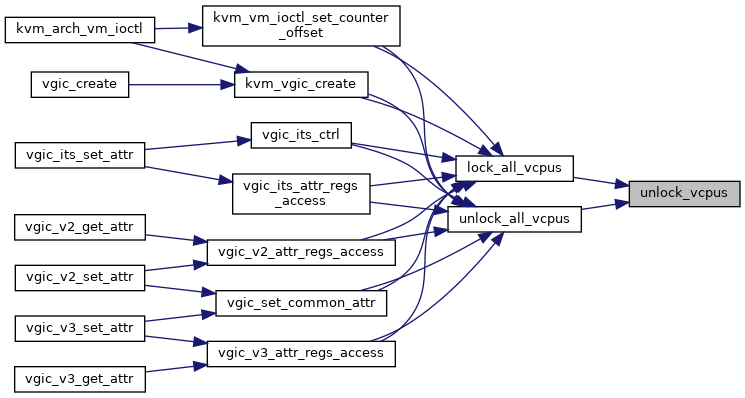 kvm_arch_vm_ioctl
kvm_vm_ioctl_set_counter
_offset
vgic_create
kvm_vgic_create
vgic_its_ctrl
vgic_its_set_attr
lock_all_vcpus
vgic_its_attr_regs
_access
unlock_vcpus
unlock_all_vcpus
vgic_v2_get_attr
vgic_v2_attr_regs_access
vgic_v2_set_attr
vgic_set_common_attr
vgic_v3_set_attr
vgic_v3_attr_regs_access
vgic_v3_get_attr